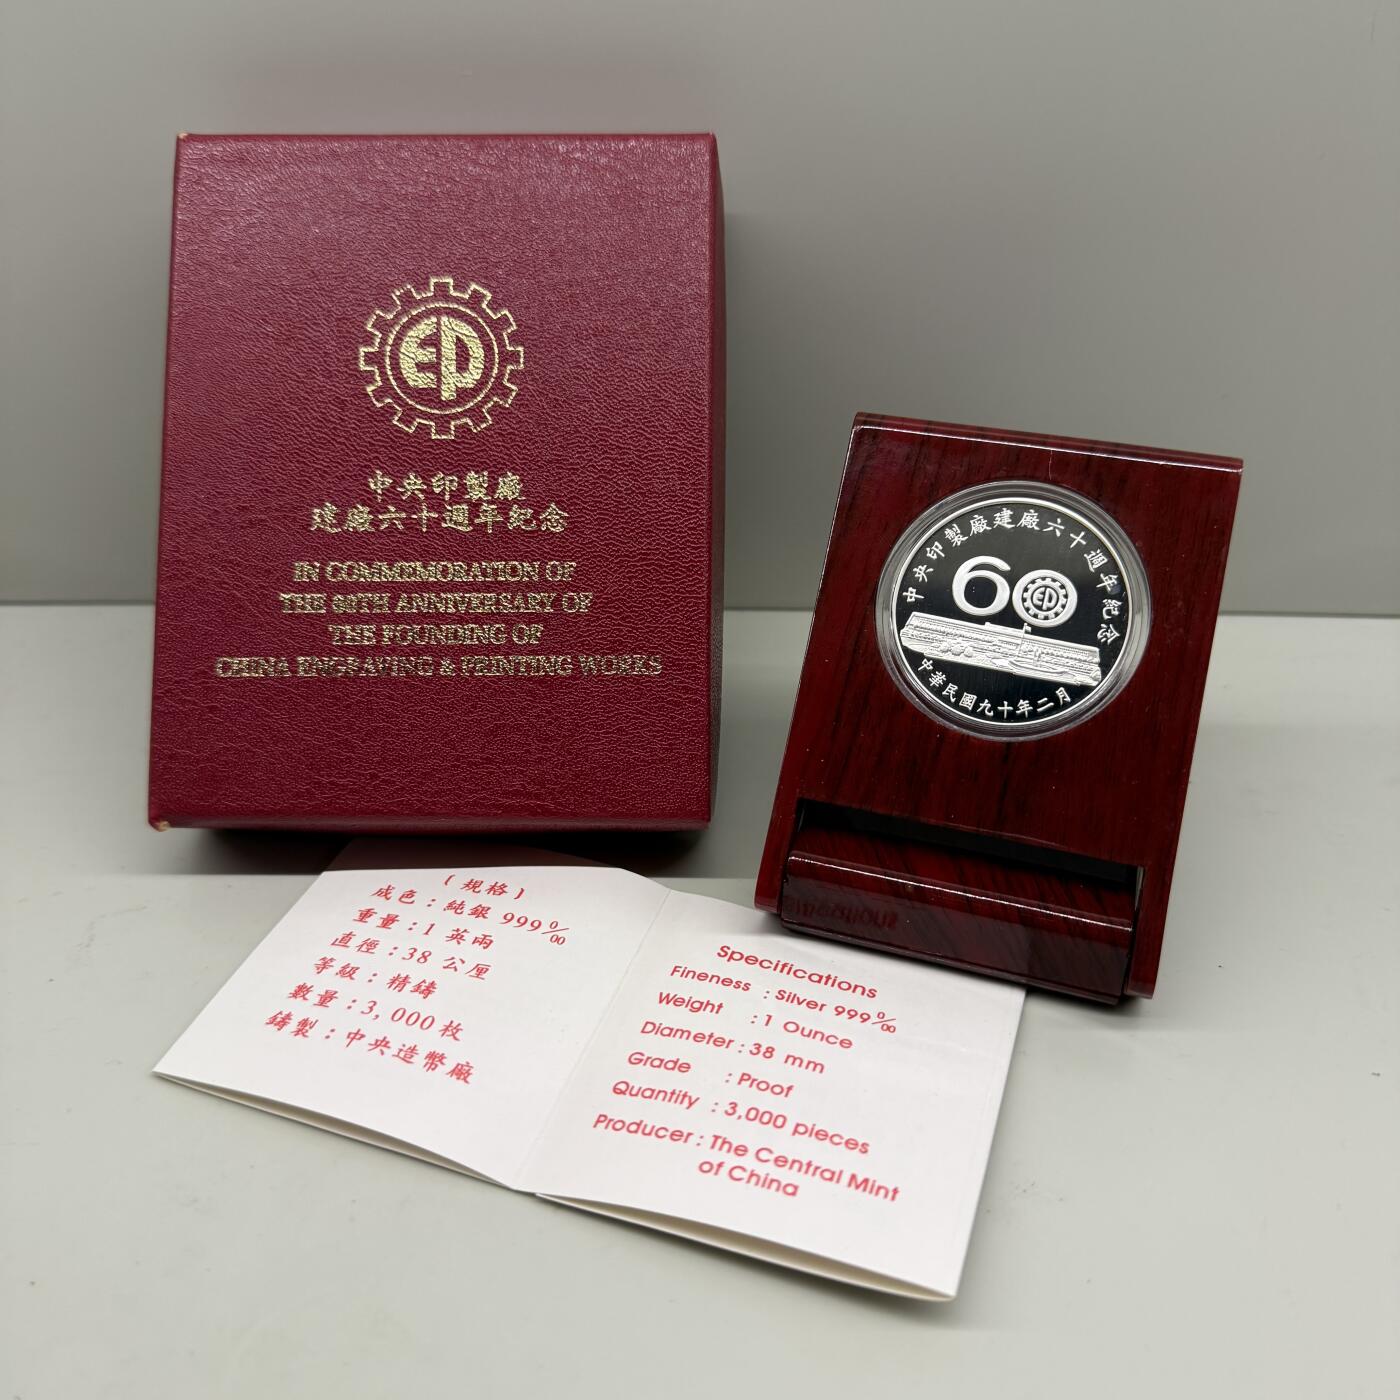 EP
中央印製廠
建廠六十週年紀念
IN COMMEMORATION OF
THE 60TH ANNIVERSARY OF
THE FOUNDING OF
CHINA ENGRAVING & PRINTING WORKS
中央印製廠建廠六十週年紀念
60
EP
中華民國九十年二月
〔規格〕
成色：純銀 999‰
重量：1 英兩
直徑：38 公厘
等級：精鑄
數量：3,000 枚
鑄製：中央造幣廠
Specifications
Fineness : Silver 999‰
Weight : 1 Ounce
Diameter : 38 mm
Grade : Proof
Quantity : 3,000 pieces
Producer : The Central Mint
of China